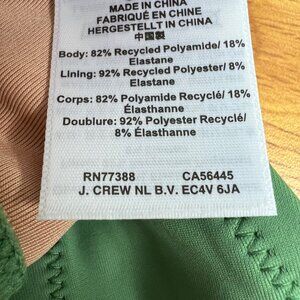 MADE IN CHINA
FABRIQUÉ EN CHINE
HERGESTELLT IN CHINA
中国製
Body: 82% Recycled Polyamide/ 18%
Elastane
Lining: 92% Recycled Polyester/ 8%
Elastane
Corps: 82% Polyamide Recyclé/ 18%
Élasthanne
Doublure: 92% Polyester Recyclé/
8% Élasthanne
RN77388 CA56445
J. CREW NL B.V. EC4V 6JA